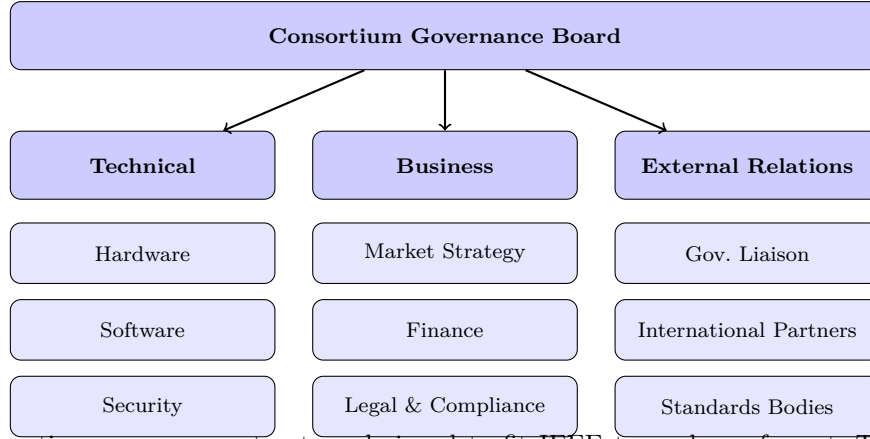 Consortium Governance Board
Technical Business External Relations
Hardware Market Strategy Gov. Liaison
Software Finance International Partners
Security Legal & Compliance Standards Bodies